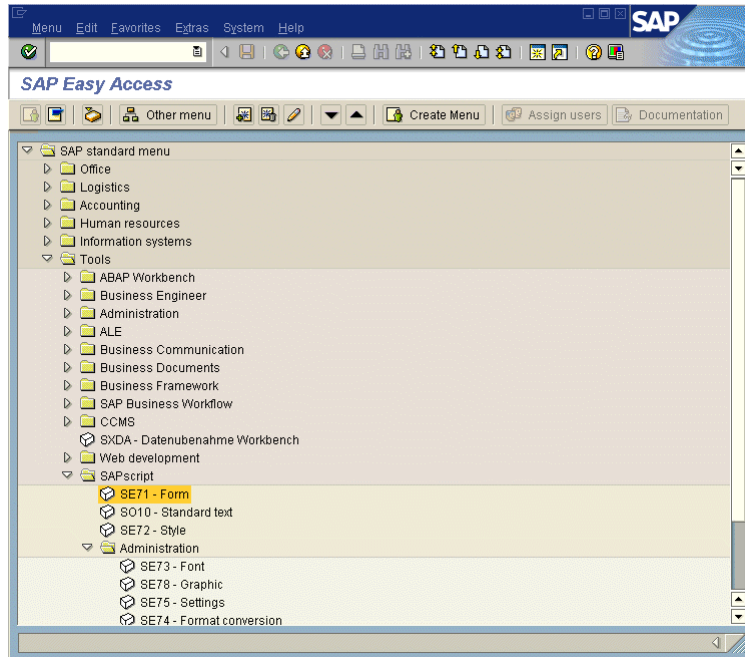 Menu Edit Favorites Extras System Help
SAP
SAP Easy Access
Other menu Create Menu Assign users Documentation
SAP standard menu
Office
Logistics
Accounting
Human resources
Information systems
Tools
ABAP Workbench
Business Engineer
Administration
ALE
Business Communication
Business Documents
Business Framework
SAP Business Workflow
CCMS
SXDA - Datenubenahme Workbench
Web development
SAPscript
SE71 - Form
SO10 - Standard text
SE72 - Style
Administration
SE73 - Font
SE78 - Graphic
SE75 - Settings
SE74 - Format conversion